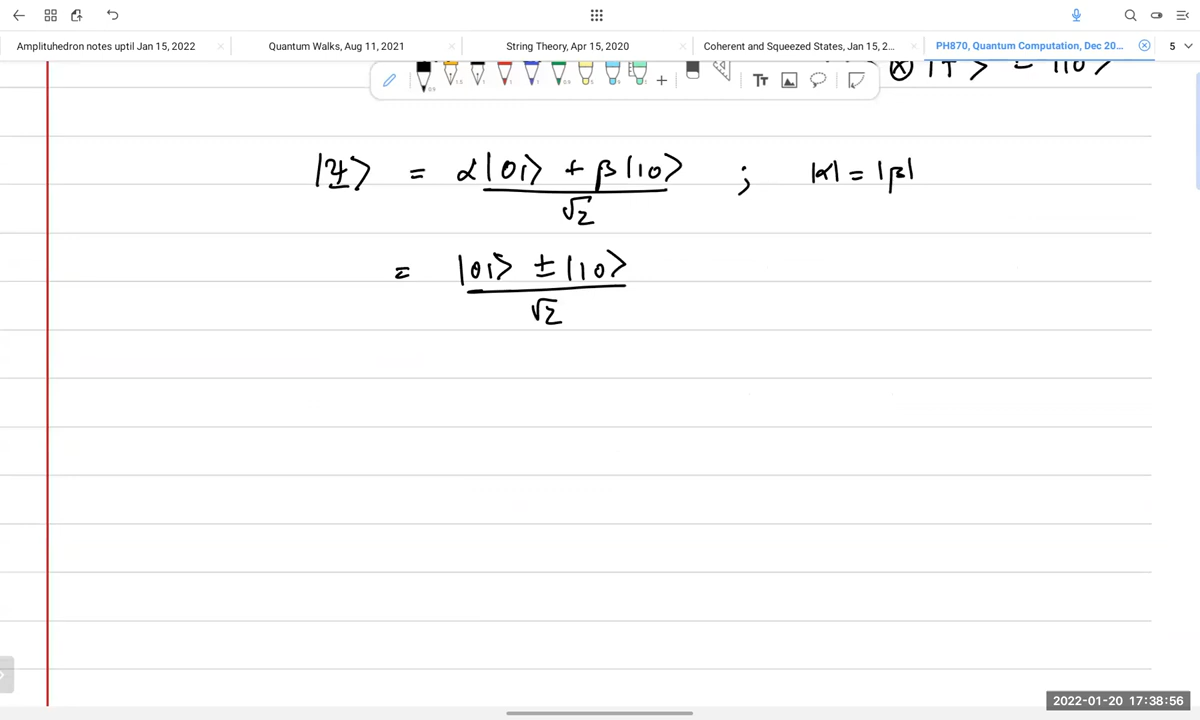 Amplituhedron notes uptil Jan 15, 2022 Quantum Walks, Aug 11, 2021 String Theory, Apr 15, 2020 Coherent and Squeezed States, Jan 15, 2... PH870, Quantum Computation, Dec 20... 5
Tт
|Ψ⟩ = α|01⟩ + β|10⟩ ; |α| = |β|
√2
= |01⟩ ± |10⟩
√2
2022-01-20 17:38:56